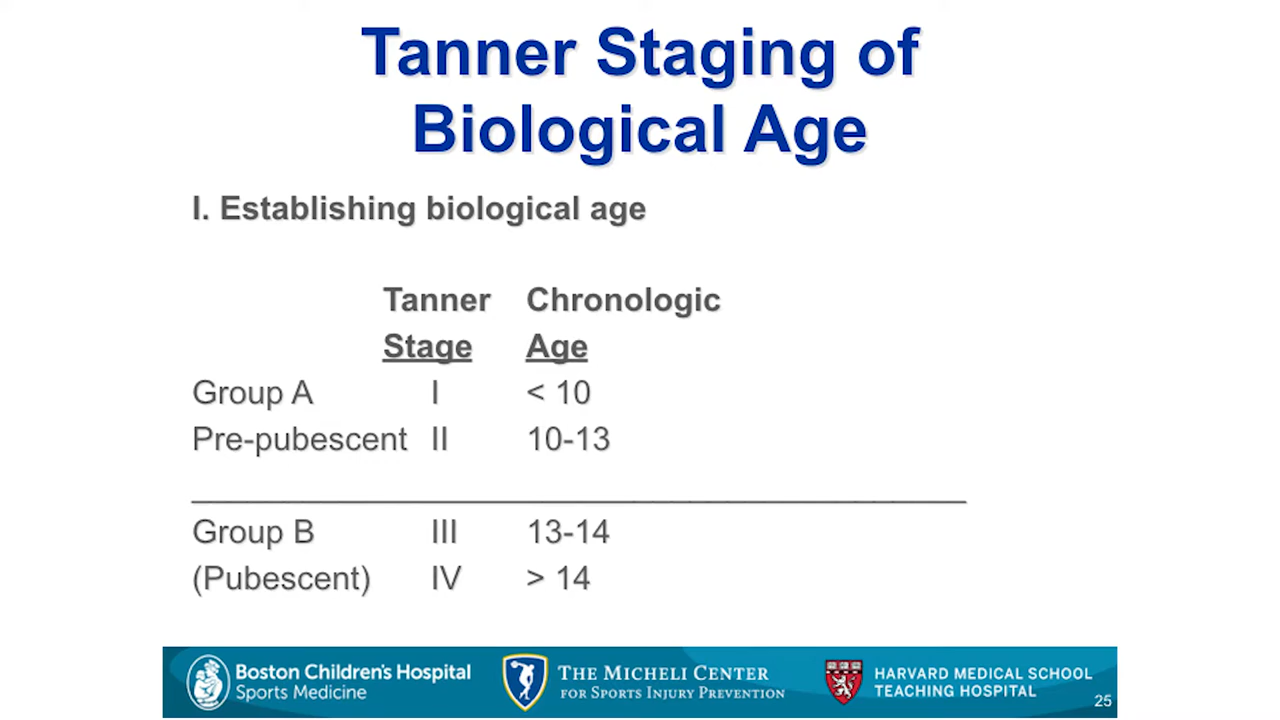 Tanner Staging of
Biological Age
I. Establishing biological age
Tanner Chronologic
Stage Age
Group A I < 10
Pre-pubescent II 10-13
Group B III 13-14
(Pubescent) IV > 14
Boston Children's Hospital
Sports Medicine
THE MICHELI CENTER
FOR SPORTS INJURY PREVENTION
HARVARD MEDICAL SCHOOL
TEACHING HOSPITAL
25